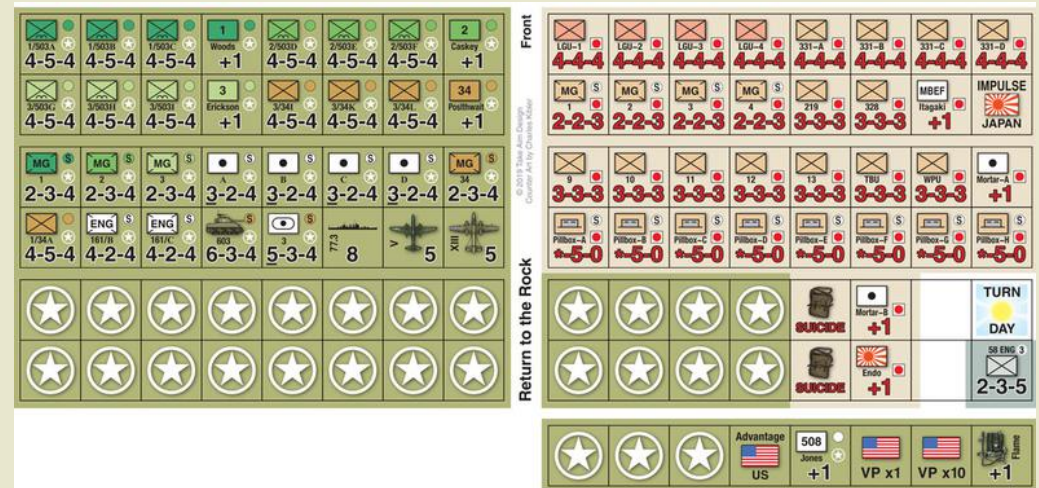 1/503A 1/503B 1/503C 1 Woods 2/503D 2/503E 2/503F 2 Caskey
4-5-4 4-5-4 4-5-4 +1 4-5-4 4-5-4 4-5-4 +1
3/503G 3/503H 3/503I 3 Erickson 3/34I 3/34K 3/34L 34 Postlthwait
4-5-4 4-5-4 4-5-4 +1 4-5-4 4-5-4 4-5-4 +1
MG S MG S MG S S S S S MG S
1 2 3 A B C D 34
2-3-4 2-3-4 2-3-4 3-2-4 3-2-4 3-2-4 3-2-4 2-3-4
1/34A ENG S 161/B ENG S 161/C S 603 S 3 77.3 V XIII
4-5-4 4-2-4 4-2-4 6-3-4 5-3-4 8 5 5
Front
© 2019 Take Aim Design
Counter Art by Charles Kibler
Return to the Rock
LGU-1 LGU-2 LGU-3 LGU-4 331-A 331-B 331-C 331-D
4-4-4 4-4-4 4-4-4 4-4-4 4-4-4 4-4-4 4-4-4 4-4-4
MG S MG S MG S MG S MBEF IMPULSE
1 2 3 4 219 328 Itagaki
2-2-3 2-2-3 2-2-3 2-2-3 3-3-3 3-3-3 +1 JAPAN
9 10 11 12 13 TBU WPU Mortar-A
3-3-3 3-3-3 3-3-3 3-3-3 3-3-3 3-3-3 3-3-3 +1
S S S S S S S S
Pillbox-A Pillbox-B Pillbox-C Pillbox-D Pillbox-E Pillbox-F Pillbox-G Pillbox-H
*-5-0 *-5-0 *-5-0 *-5-0 *-5-0 *-5-0 *-5-0 *-5-0
SUICIDE Mortar-B +1 TURN DAY
SUICIDE Endo +1 58 ENG 3 2-3-5
Advantage US 508 Jones +1 VP x1 VP x10 Flame +1